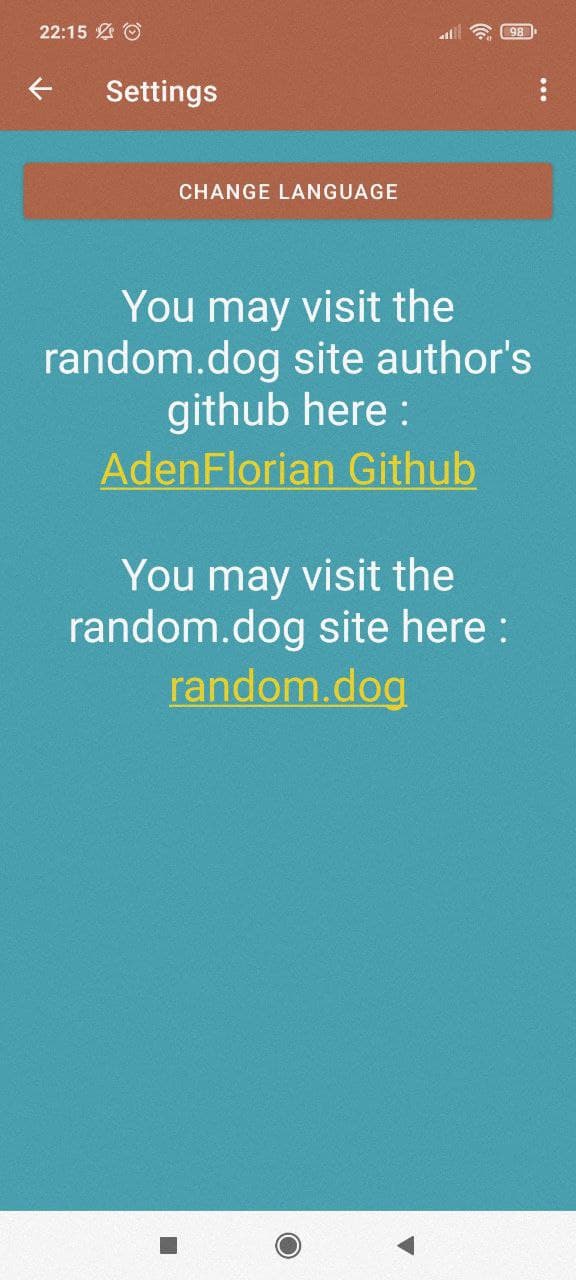 22:15
98
Settings
CHANGE LANGUAGE
You may visit the
random.dog site author's
github here :
AdenFlorian Github
You may visit the
random.dog site here :
random.dog